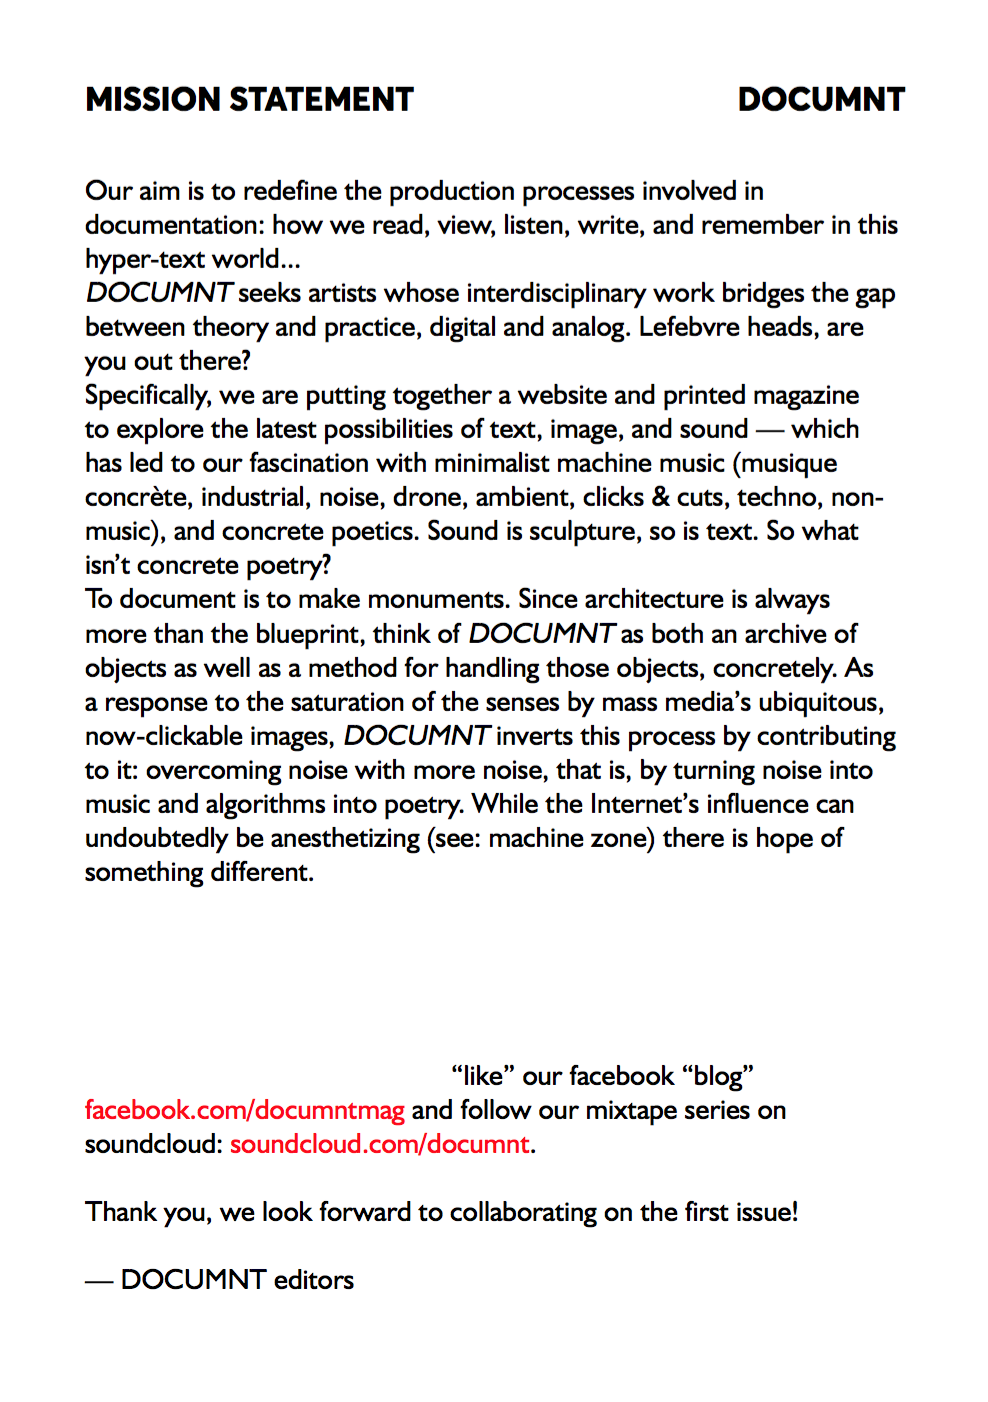 MISSION STATEMENT DOCUMNT
Our aim is to redefine the production processes involved in
documentation: how we read, view, listen, write, and remember in this
hyper-text world...
DOCUMNT seeks artists whose interdisciplinary work bridges the gap
between theory and practice, digital and analog. Lefebvre heads, are
you out there?
Specifically, we are putting together a website and printed magazine
to explore the latest possibilities of text, image, and sound — which
has led to our fascination with minimalist machine music (musique
concrète, industrial, noise, drone, ambient, clicks & cuts, techno, non-
music), and concrete poetics. Sound is sculpture, so is text. So what
isn’t concrete poetry?
To document is to make monuments. Since architecture is always
more than the blueprint, think of DOCUMNT as both an archive of
objects as well as a method for handling those objects, concretely. As
a response to the saturation of the senses by mass media’s ubiquitous,
now-clickable images, DOCUMNT inverts this process by contributing
to it: overcoming noise with more noise, that is, by turning noise into
music and algorithms into poetry. While the Internet’s influence can
undoubtedly be anesthetizing (see: machine zone) there is hope of
something different.
“like” our facebook “blog”
facebook.com/documntmag and follow our mixtape series on
soundcloud: soundcloud.com/documnt.
Thank you, we look forward to collaborating on the first issue!
— DOCUMNT editors